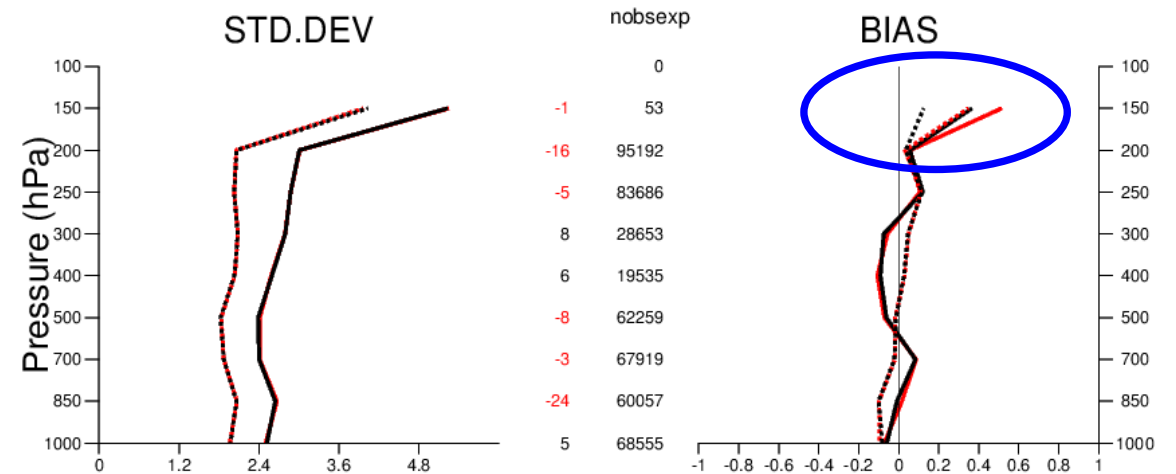 STD.DEV nobsexp BIAS
100 0 100
150 -1 53 150
200 -16 95192 200
250 -5 83686 250
300 8 28653 300
400 6 19535 400
500 -8 62259 500
700 -3 67919 700
850 -24 60057 850
1000 5 68555 1000
Pressure (hPa)
0 1.2 2.4 3.6 4.8 -1 -0.8 -0.6 -0.4 -0.2 0 0.2 0.4 0.6 0.8 1